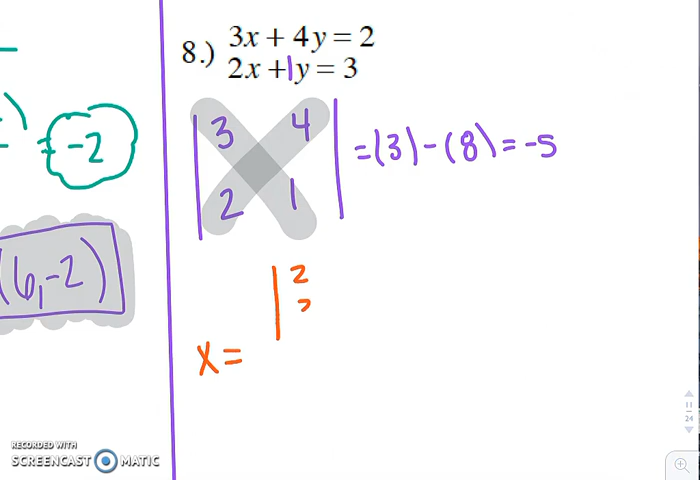 8.) 3x + 4y = 2
2x + 1y = 3
| 3 4 | = (3) - (8) = -5
| 2 1 |
= -2
(6, -2)
| 2
x =
RECORDED WITH
SCREENCAST MATIC